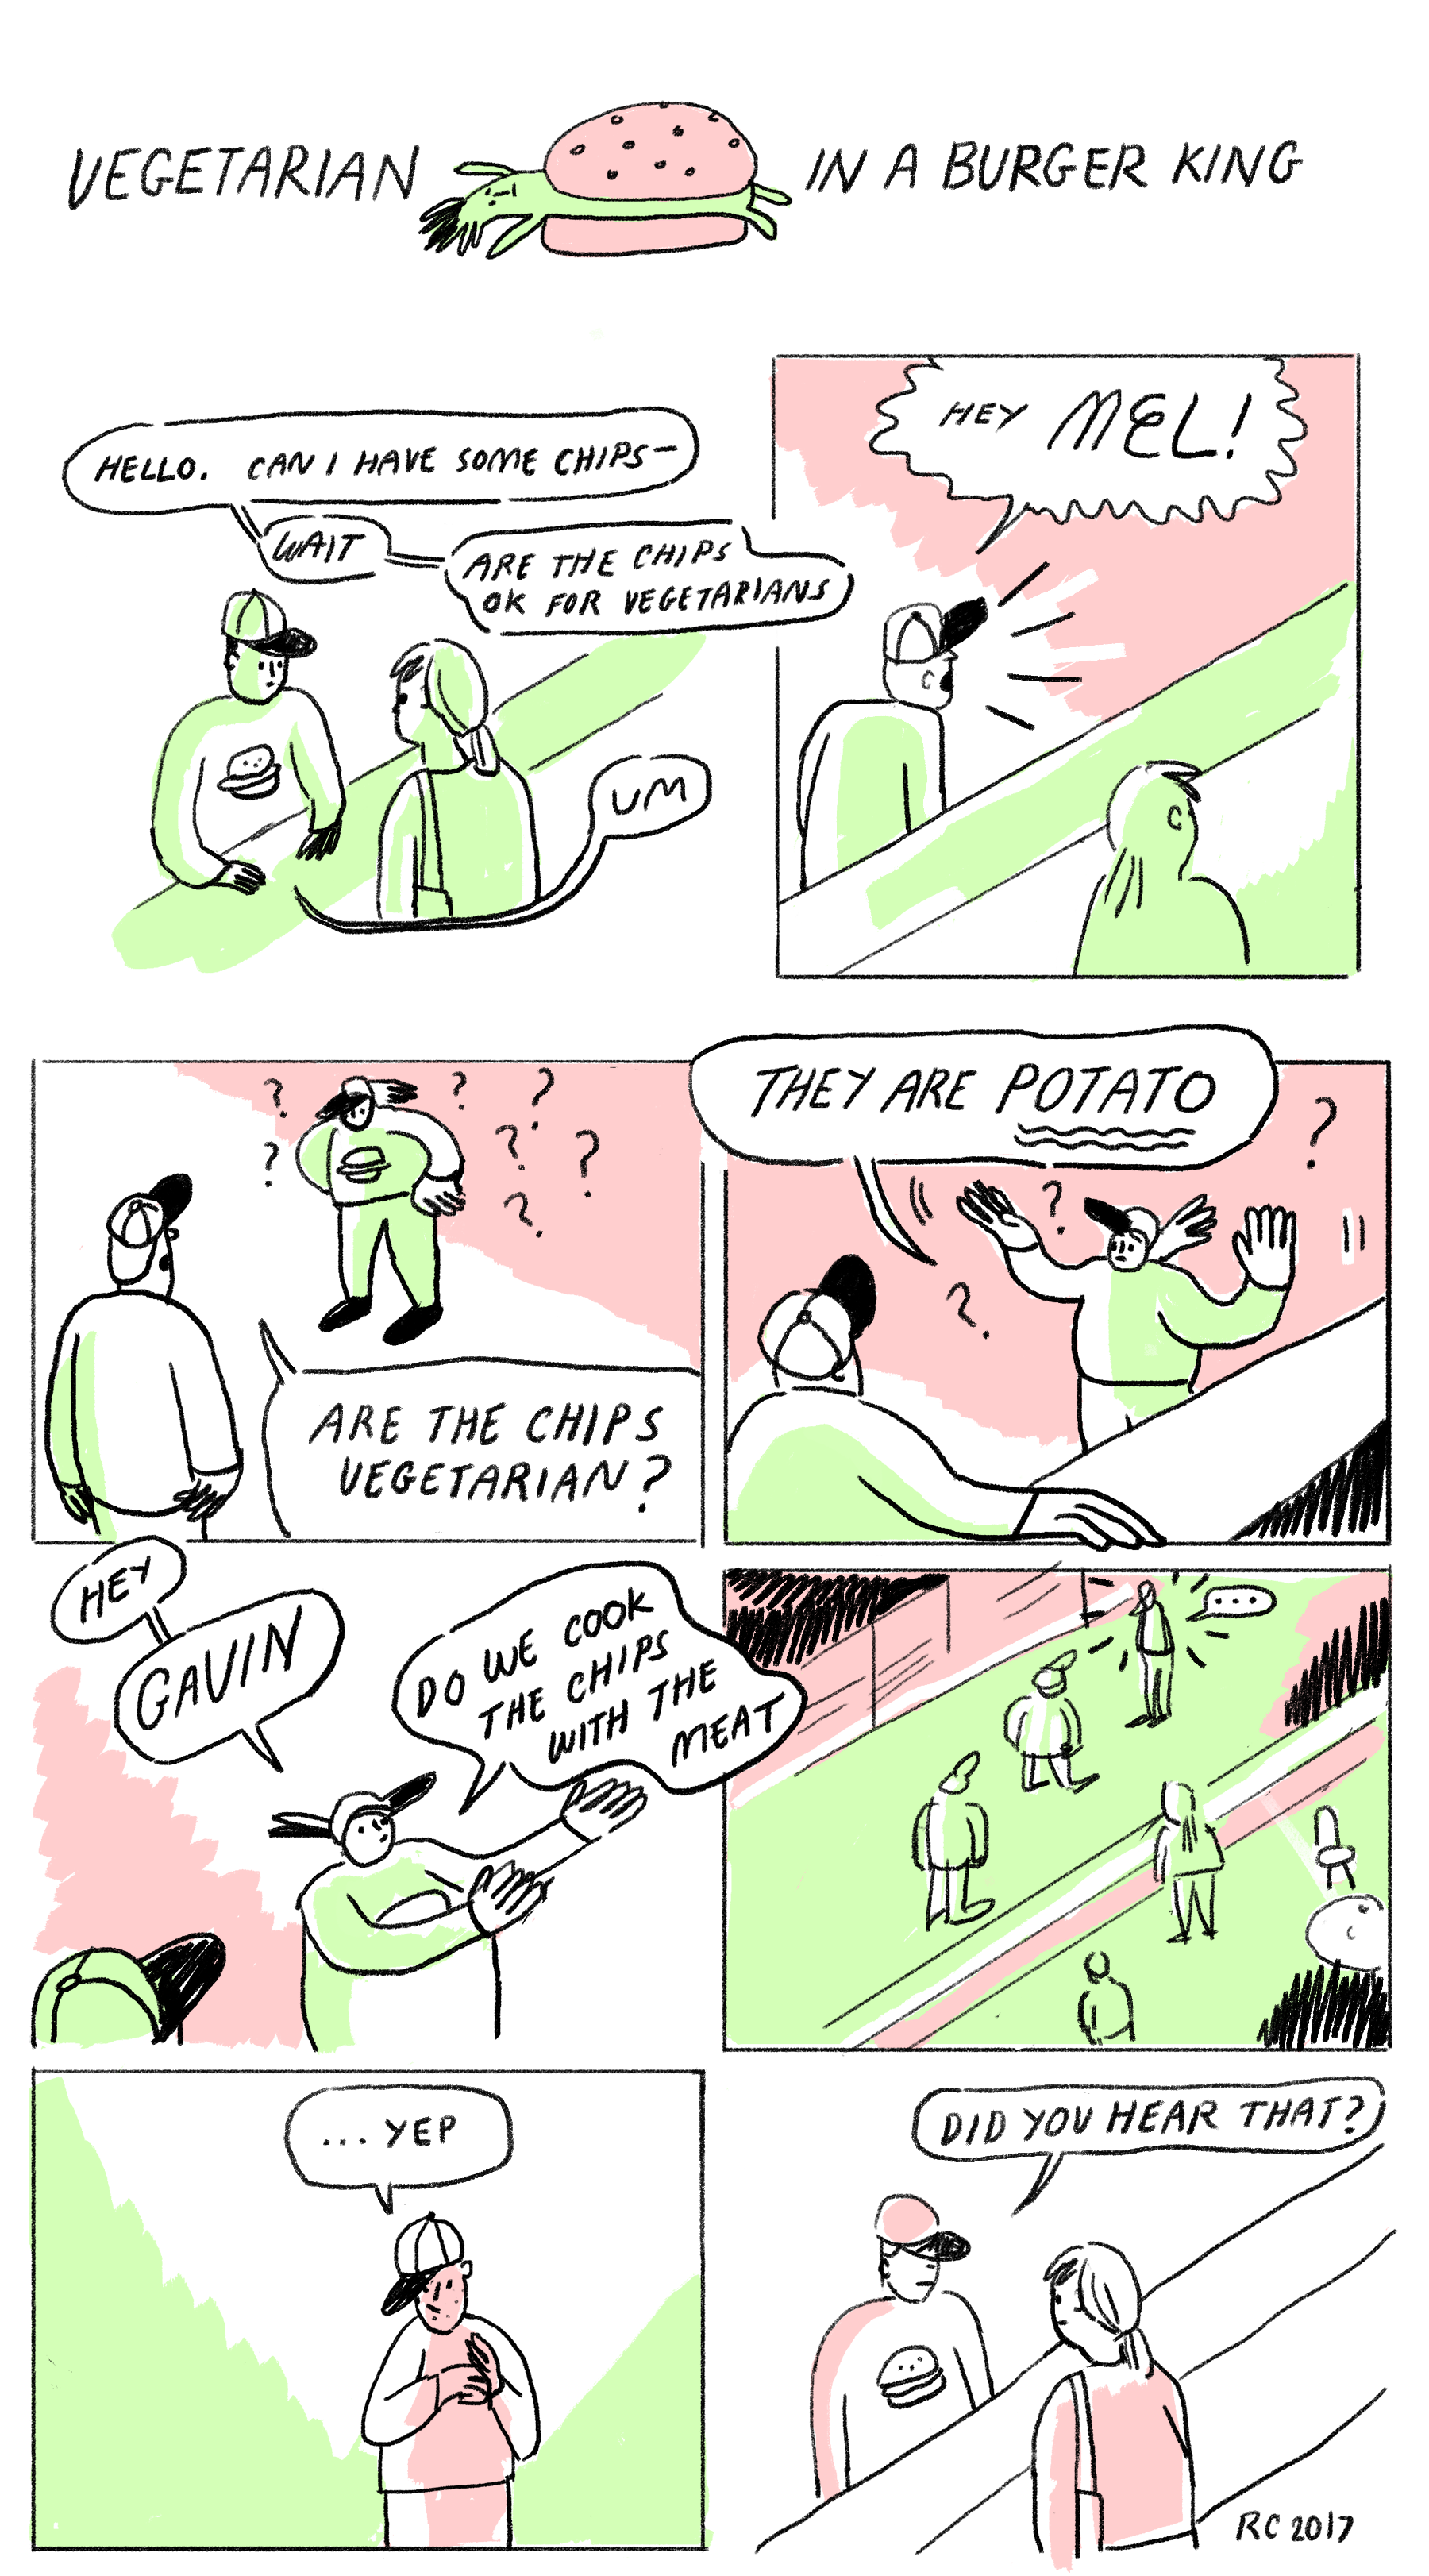 VEGETARIAN IN A BURGER KING
HELLO. CAN I HAVE SOME CHIPS—
WAIT
ARE THE CHIPS
OK FOR VEGETARIANS
UM
HEY MEL!
ARE THE CHIPS
VEGETARIAN?
THEY ARE POTATO
HEY
GAVIN
DO WE COOK
THE CHIPS
WITH THE
MEAT
...
... YEP
DID YOU HEAR THAT?
RC 2017